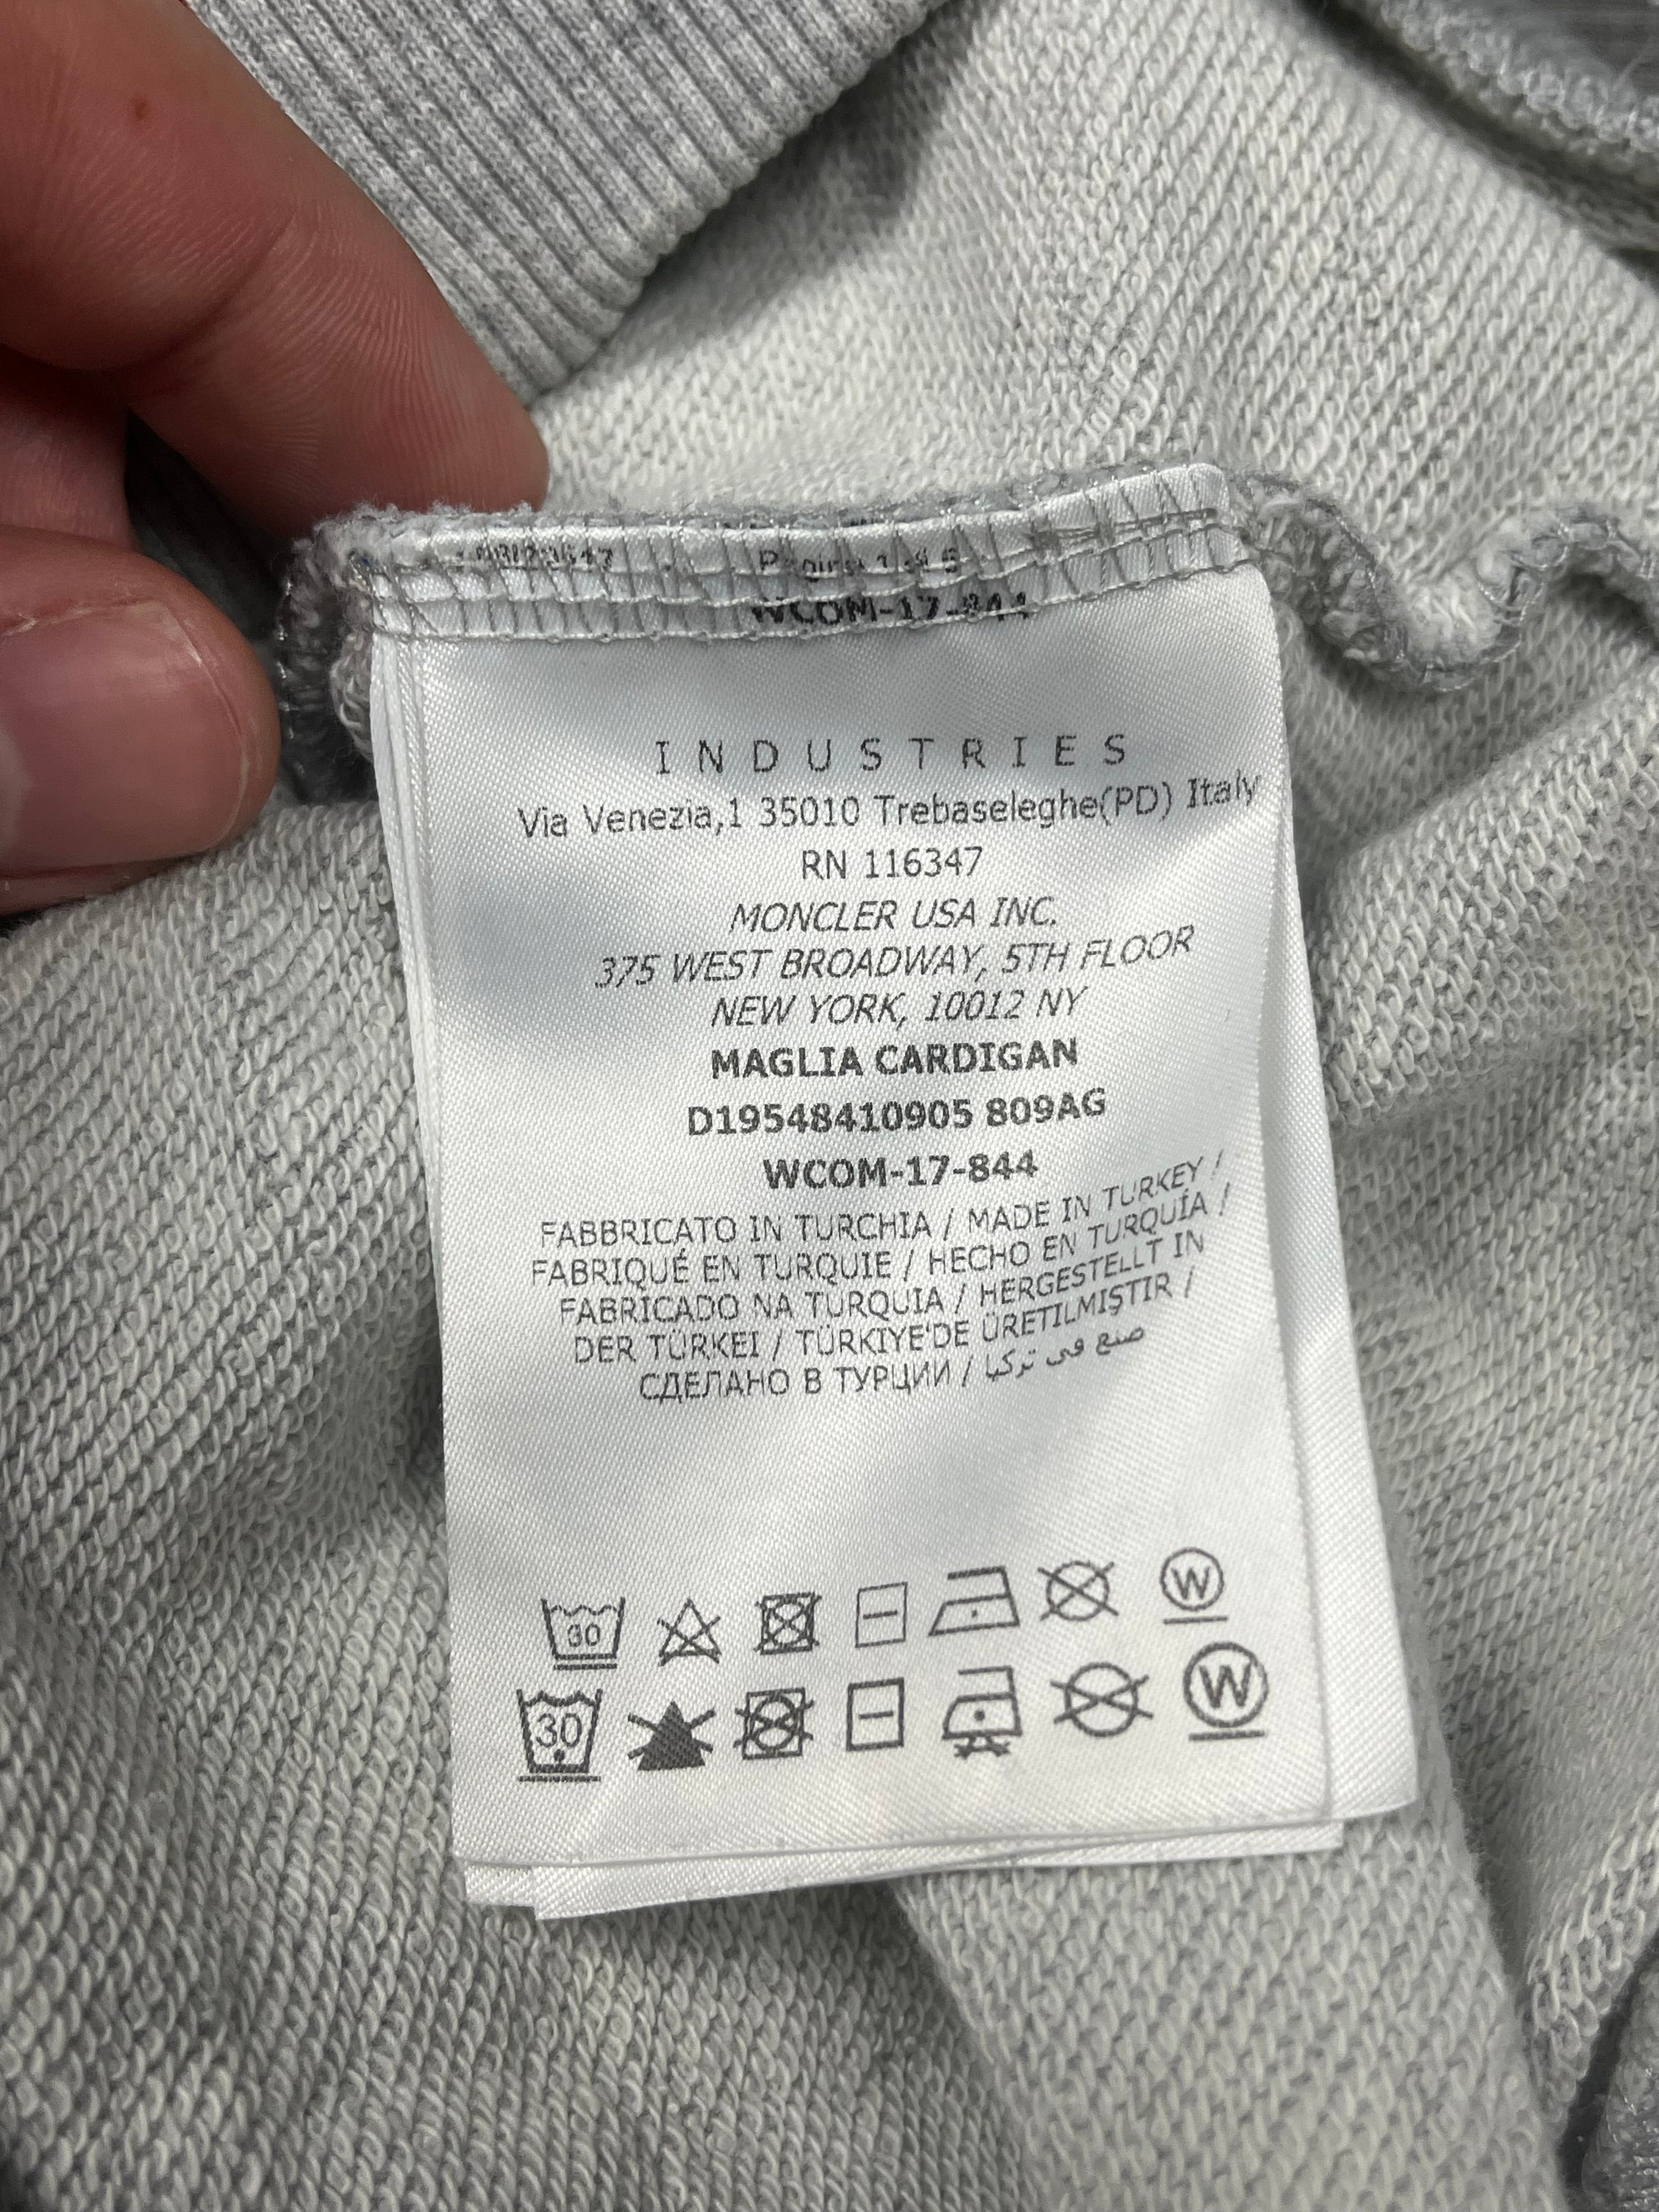 WCOM-17-844
INDUSTRIES
Via Venezia,1 35010 Trebaseleghe(PD) Italy
RN 116347
MONCLER USA INC.
375 WEST BROADWAY, 5TH FLOOR
NEW YORK, 10012 NY
MAGLIA CARDIGAN
D19548410905 809AG
WCOM-17-844
FABBRICATO IN TURCHIA / MADE IN TURKEY /
FABRIQUÉ EN TURQUIE / HECHO EN TURQUÍA /
FABRICADO NA TURQUIA / HERGESTELLT IN
DER TÜRKEI / TÜRKIYE'DE ÜRETILMIŞTIR /
СДЕЛАНО В ТУРЦИИ / صنع في تركيا
30 W
30 W